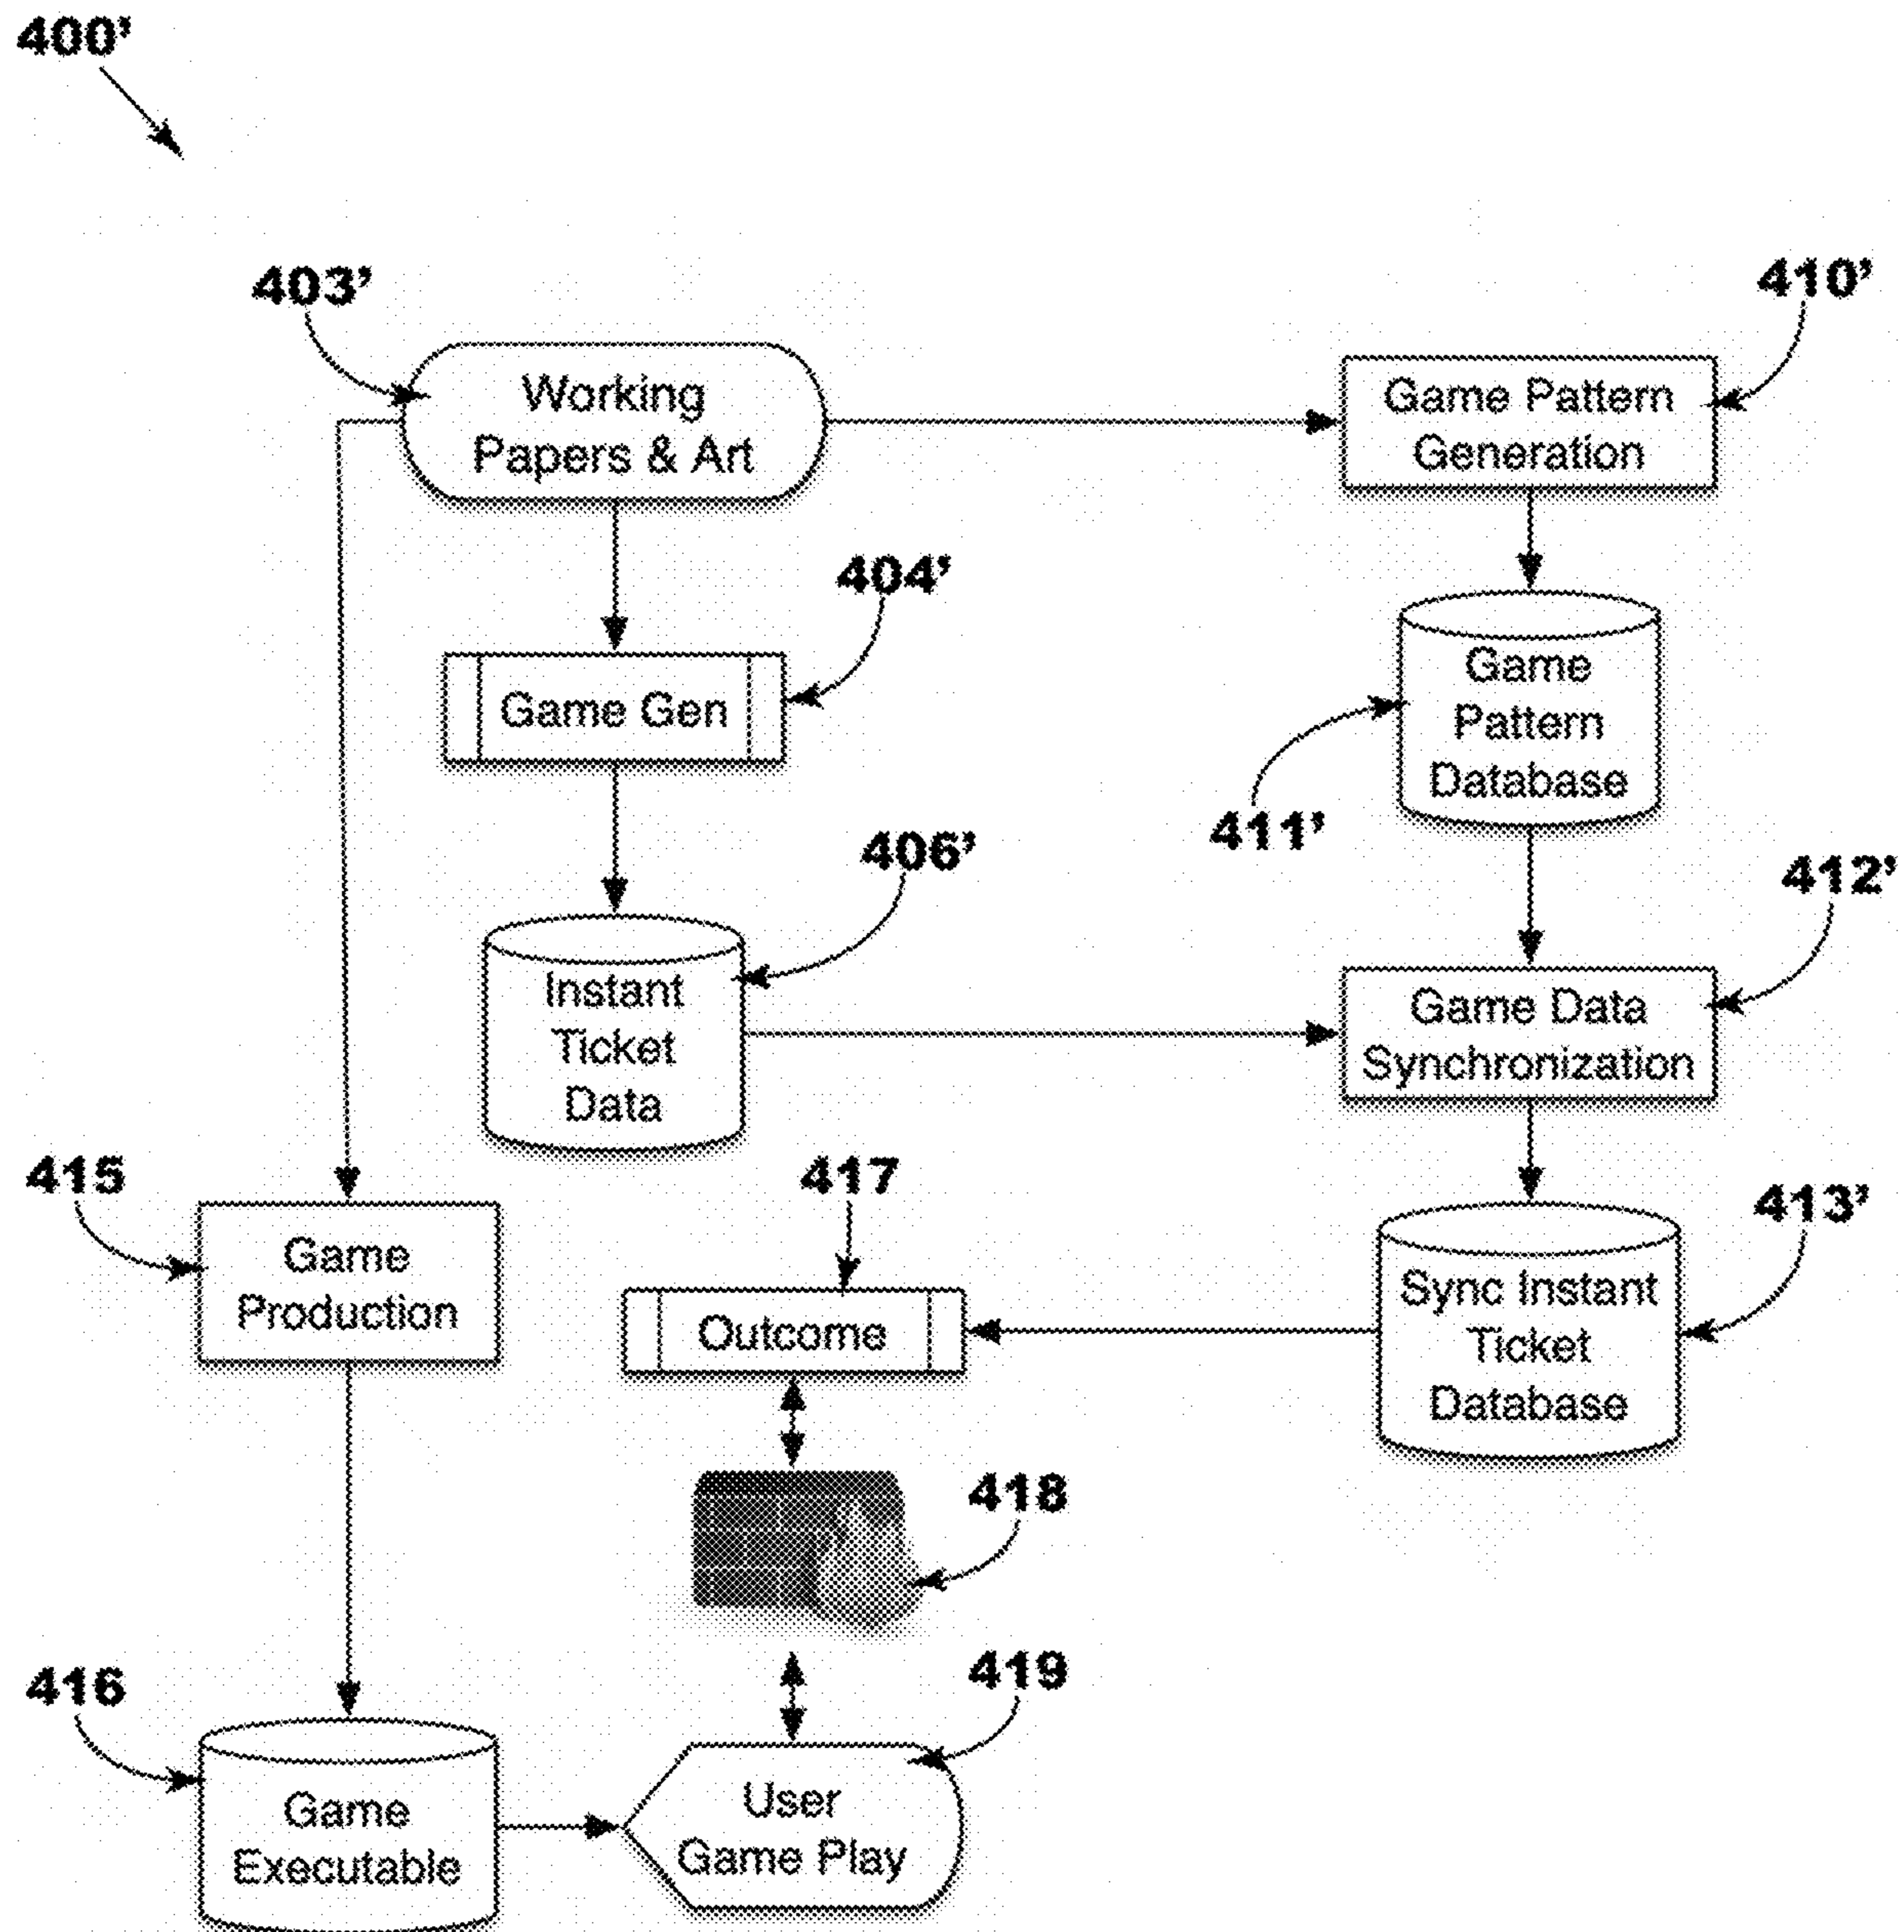 400’
403’
410’
Working
Papers & Art
Game Pattern
Generation
404’
Game Gen
Game
Pattern
Database
411’
406’
412’
Instant
Ticket
Data
Game Data
Synchronization
415
417
413’
Game
Production
Outcome
Sync Instant
Ticket
Database
418
416
419
Game
Executable
User
Game Play